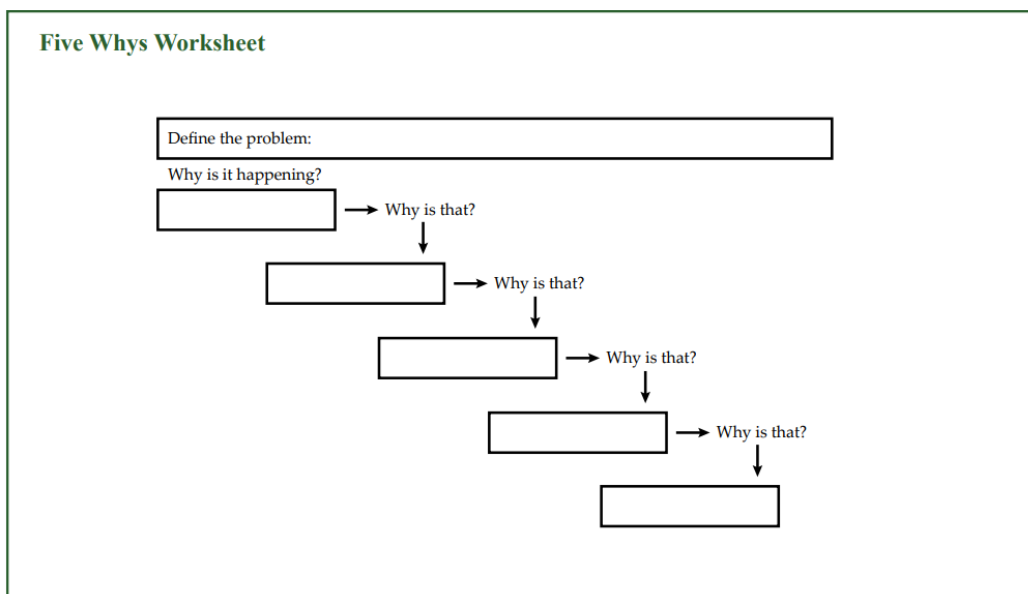 Five Whys Worksheet
Define the problem:
Why is it happening?
Why is that?
Why is that?
Why is that?
Why is that?